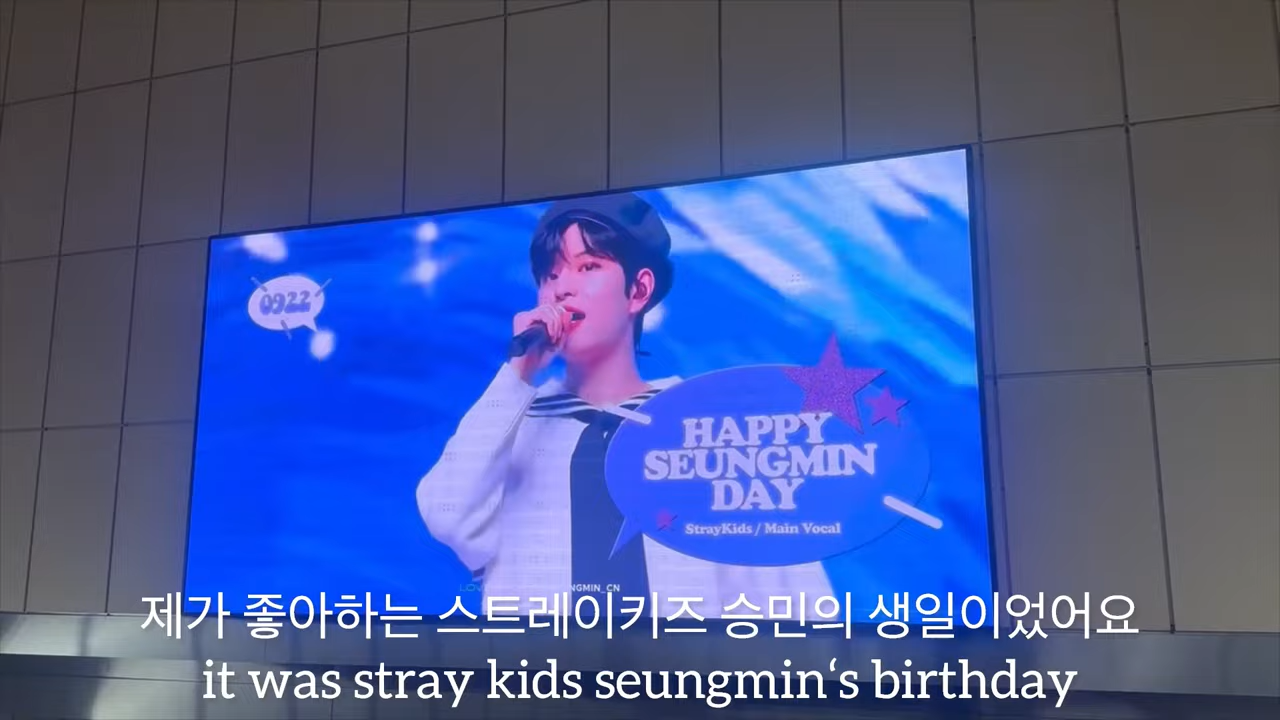 0922
HAPPY
SEUNGMIN
DAY
StrayKids / Main Vocal
제가 좋아하는 스트레이키즈 승민의 생일이었어요
it was stray kids seungmin‘s birthday